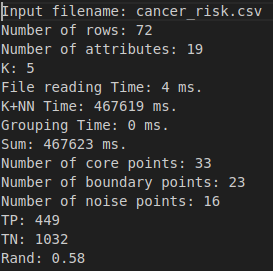 Input filename: cancer_risk.csv
Number of rows: 72
Number of attributes: 19
K: 5
File reading Time: 4 ms.
K+NN Time: 467619 ms.
Grouping Time: 0 ms.
Sum: 467623 ms.
Number of core points: 33
Number of boundary points: 23
Number of noise points: 16
TP: 449
TN: 1032
Rand: 0.58